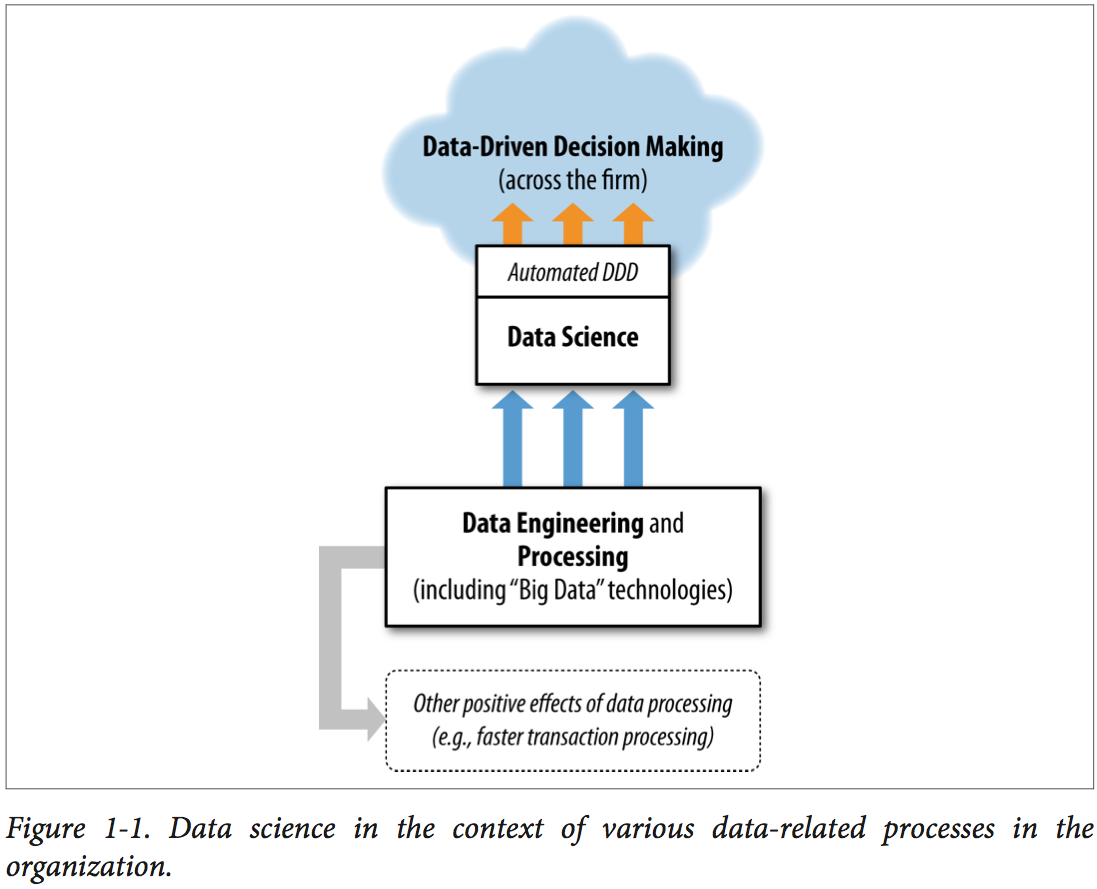 Data-Driven Decision Making
(across the firm)
Automated DDD
Data Science
Data Engineering and
Processing
(including “Big Data” technologies)
Other positive effects of data processing
(e.g., faster transaction processing)
Figure 1-1. Data science in the context of various data-related processes in the
organization.